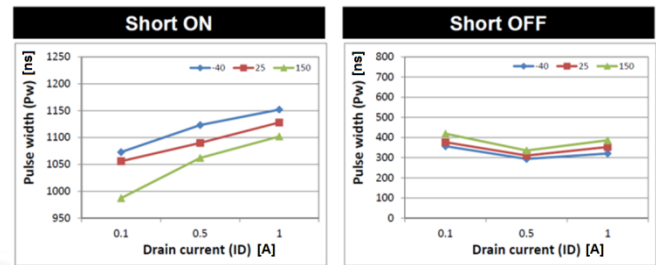 Short ON
Short OFF
Pulse width (Pw) [ns]
1250
1200
1150
1100
1050
1000
950
-40 25 150
0.1 0.5 1
Drain current (ID) [A]
Pulse width (Pw) [ns]
800
700
600
500
400
300
200
100
0
-40 25 150
0.1 0.5 1
Drain current (ID) [A]